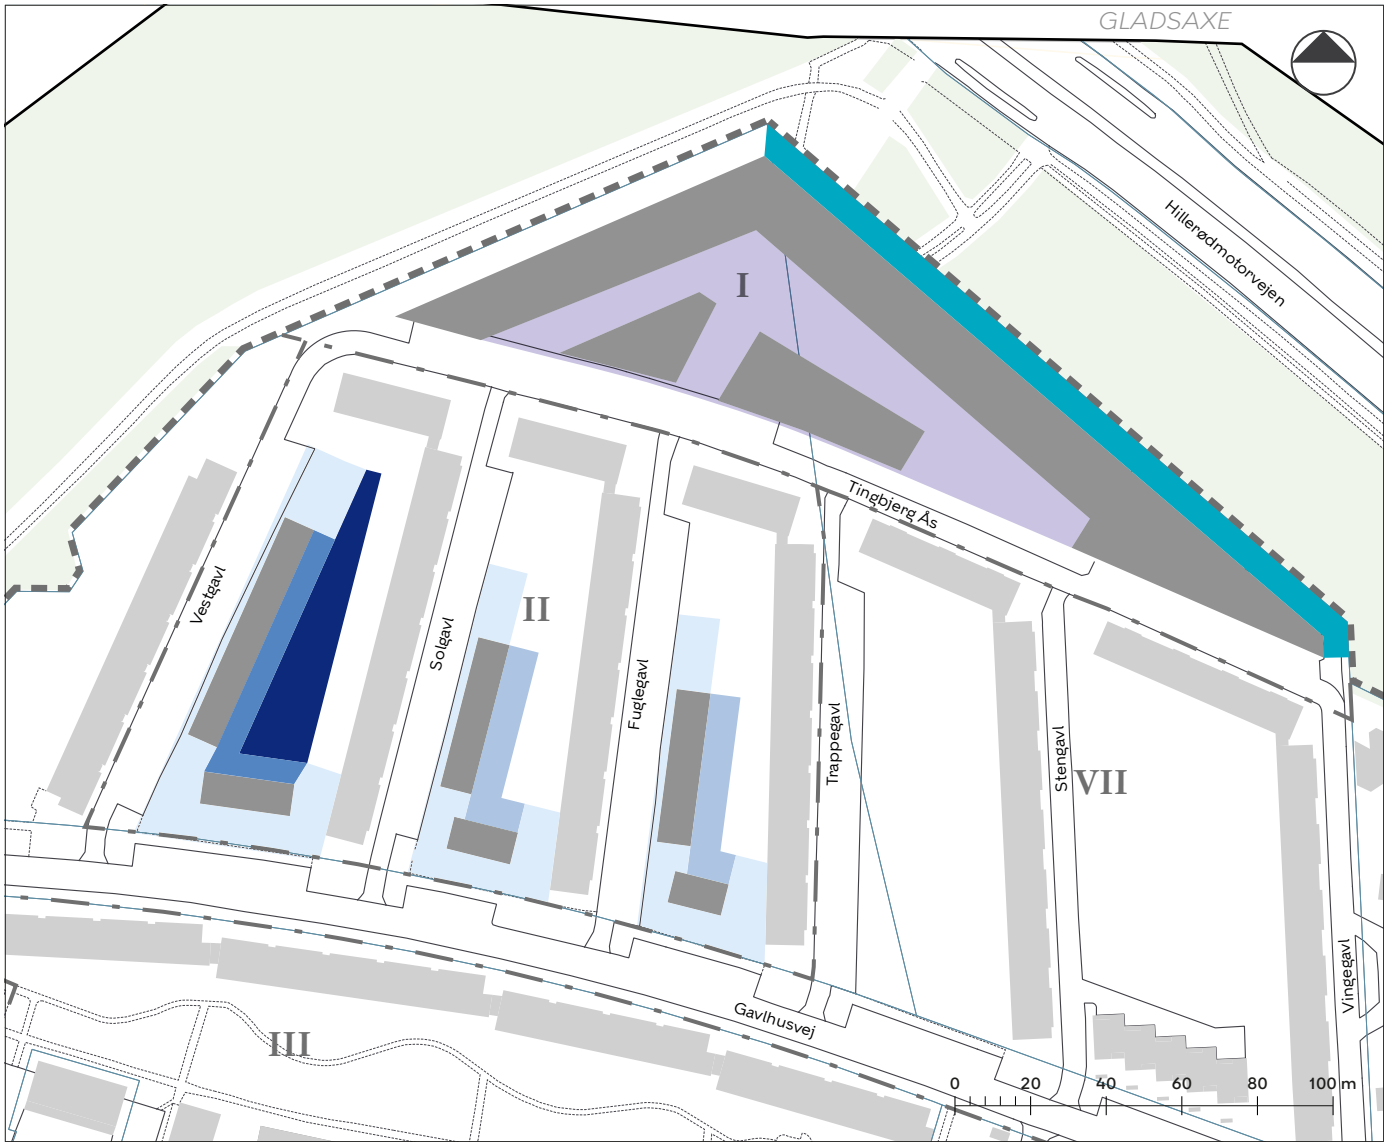 GLADSAXE
Hillerødmotorvejen
I
Tingbjerg Ås
Vestgavl
Solgavl
II
Fuglegavl
Trappegavl
Stengavl
VII
Vingegavl
Gavlhusvej
III
0 20 40 60 80 100 m